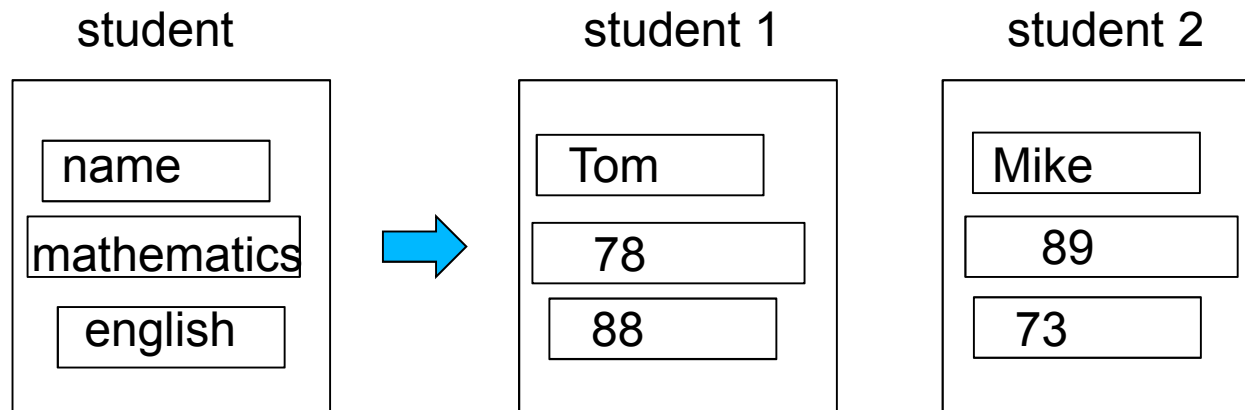 student
name
mathematics
english
student 1
Tom
78
88
student 2
Mike
89
73